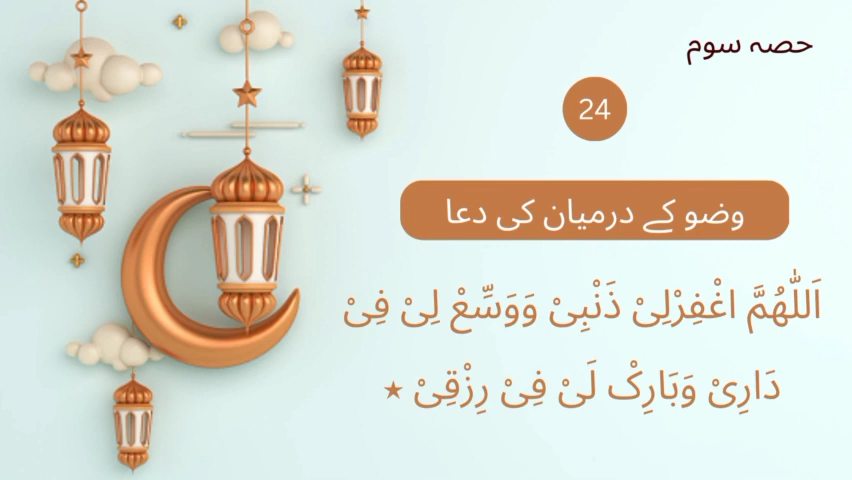 حصہ سوم
24
وضو کے درمیان کی دعا
اَللّٰهُمَّ اغْفِرْلِیْ ذَنْبِیْ وَوَسِّعْ لِیْ فِیْ
دَارِیْ وَبَارِکْ لَیْ فِیْ رِزْقِیْ ★